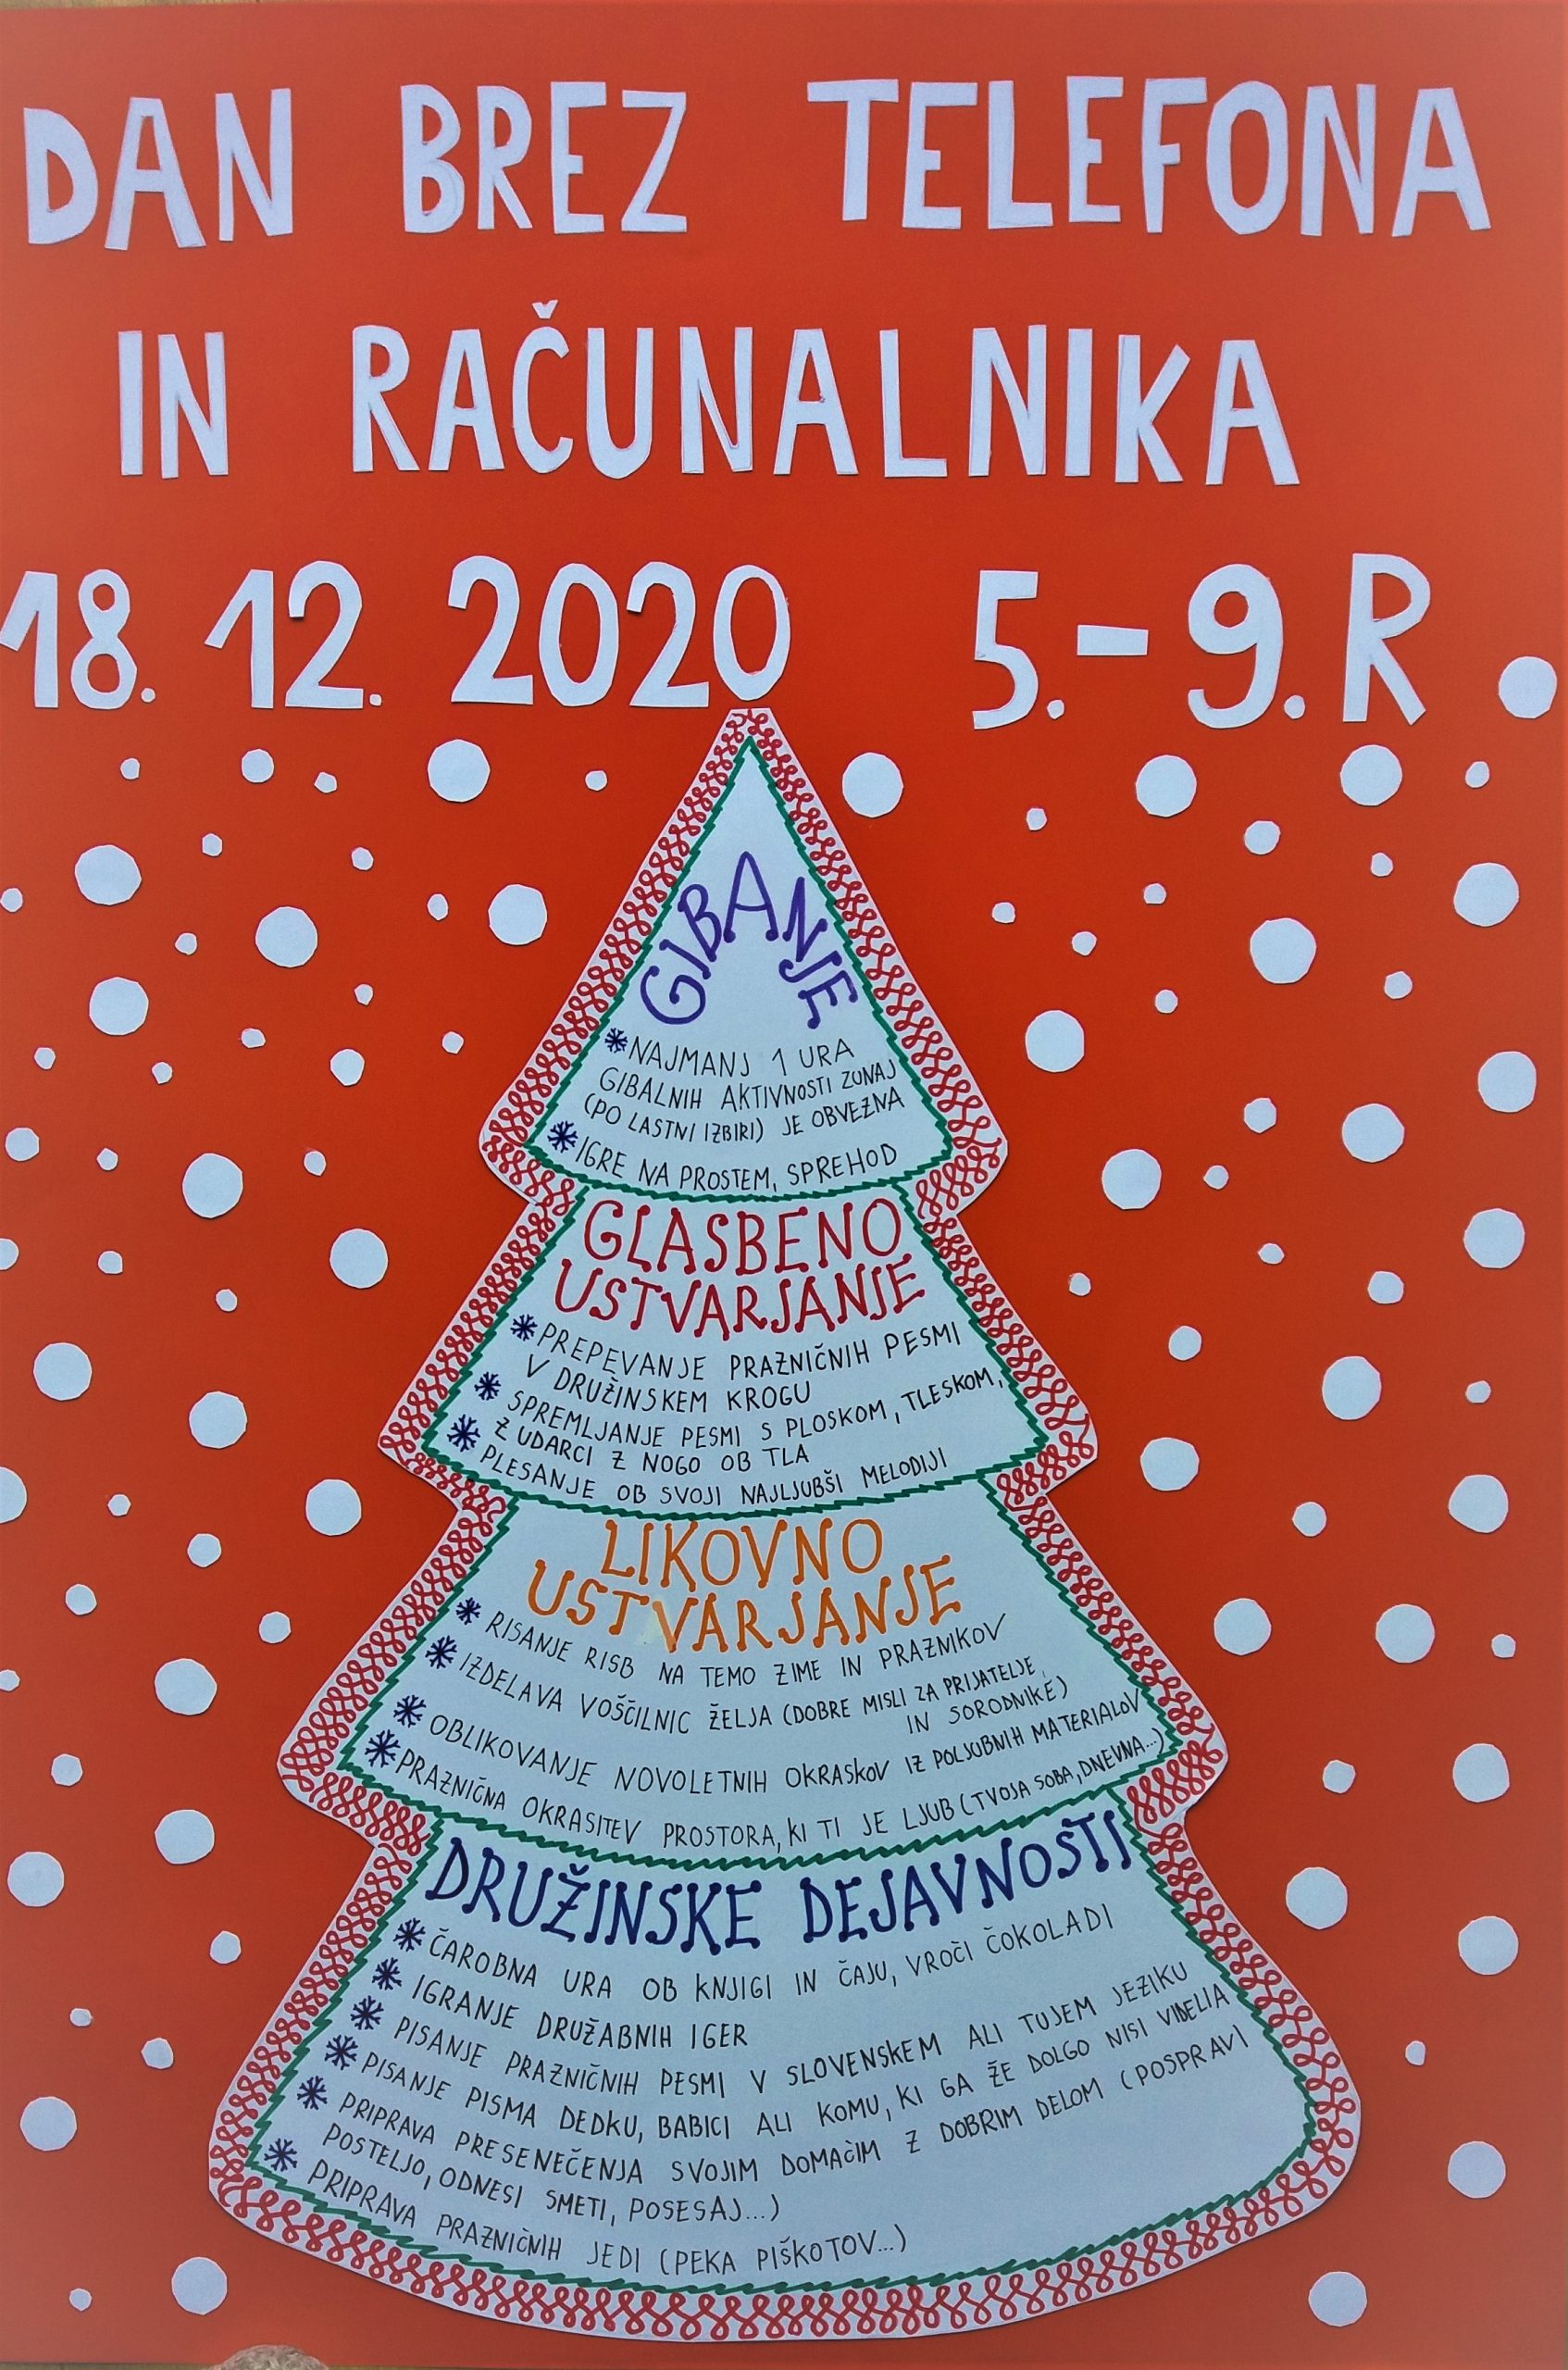 DAN BREZ TELEFONA
IN RAČUNALNIKA
18. 12. 2020 5.-9. R
GIBANJE
NAJMANJ 1 URA
GIBALNIH AKTIVNOSTI ZUNAJ
(PO LASTNI IZBIRI) JE OBVEZNA
IGRE NA PROSTEM, SPREHOD
GLASBENO
USTVARJANJE
PREPEVANJE PRAZNIČNIH PESMI
V DRUŽINSKEM KROGU
SPREMLJANJE PESMI S PLOSKOM, TLESKOM,
Z UDARCI Z NOGO OB TLA
PLESANJE OB SVOJI NAJLJUBŠI MELODIJI
LIKOVNO
USTVARJANJE
RISANJE RISB NA TEMO ZIME IN PRAZNIKOV
IZDELAVA VOŠČILNIC ŽELJA (DOBRE MISLI ZA PRIJATELJE
IN SORODNIKE)
OBLIKOVANJE NOVOLETNIH OKRASKOV IZ POLJUBNIH MATERIALOV
PRAZNIČNA OKRASITEV PROSTORA, KI TI JE LJUB (TVOJA SOBA, DNEVNA...)
DRUŽINSKE DEJAVNOSTI
ČAROBNA URA OB KNJIGI IN ČAJU, VROČI ČOKOLADI
IGRANJE DRUŽABNIH IGER
PISANJE PRAZNIČNIH PESMI V SLOVENSKEM ALI TUJEM JEZIKU
PISANJE PISMA DEDKU, BABICI ALI KOMU, KI GA ŽE DOLGO NISI VIDEL/A
PRIPRAVA PRESENEČENJA SVOJIM DOMAČIM Z DOBRIM DELOM (POSPRAVI
POSTELJO, ODNESI SMETI, POSESAJ...)
PRIPRAVA PRAZNIČNIH JEDI (PEKA PIŠKOTOV...)